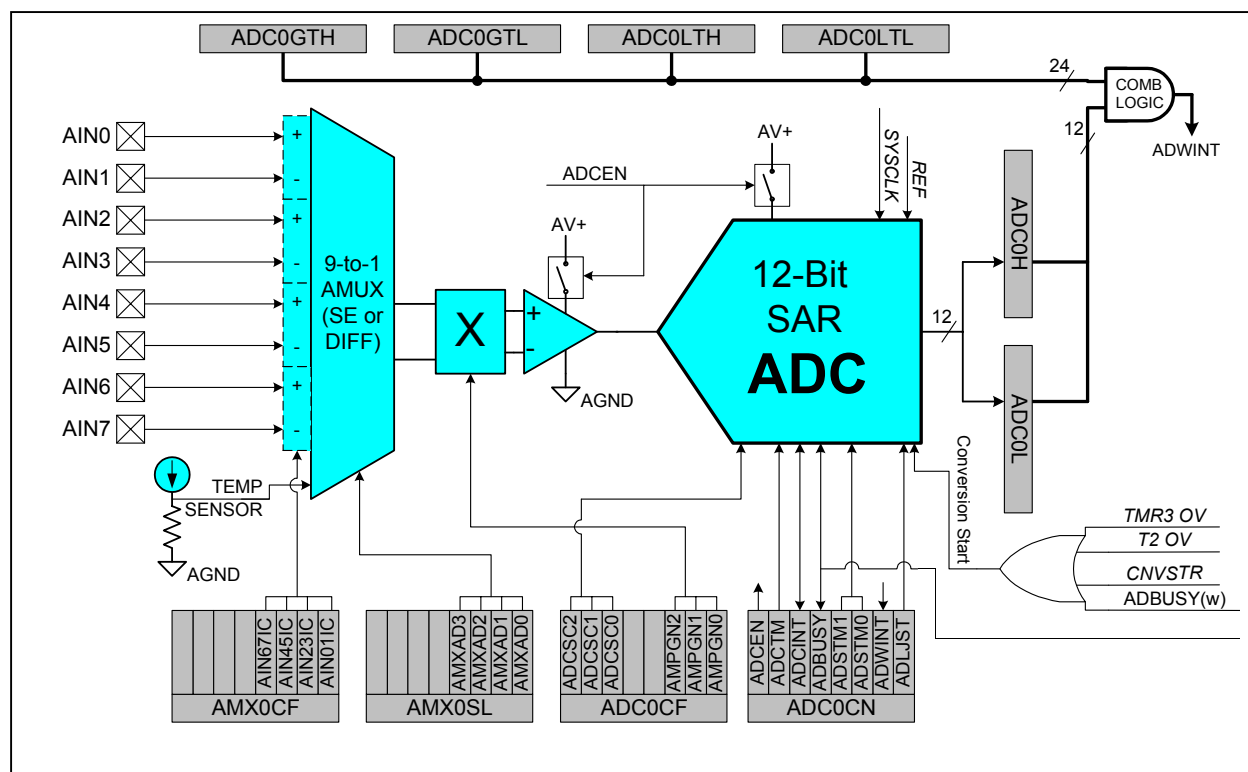 ADC0GTH
ADC0GTL
ADC0LTH
ADC0LTL
24
COMB
LOGIC
12
ADWINT
AIN0
AIN1
AIN2
AIN3
AIN4
AIN5
AIN6
AIN7
+
-
+
-
+
-
+
-
9-to-1
AMUX
(SE or
DIFF)
X
+
-
AV+
AGND
ADCEN
AV+
SYSCLK
REF
12-Bit
SAR
ADC
12
ADC0H
ADC0L
TEMP
SENSOR
AGND
Conversion Start
TMR3 OV
T2 OV
CNVSTR
ADBUSY(w)
AIN67IC
AIN45IC
AIN23IC
AIN01IC
AMX0CF
AMXAD3
AMXAD2
AMXAD1
AMXAD0
AMX0SL
ADCSC2
ADCSC1
ADCSC0
AMPGN2
AMPGN1
AMPGN0
ADC0CF
ADCEN
ADCTM
ADCINT
ADBUSY
ADSTM1
ADSTM0
ADWINT
ADLJST
ADC0CN